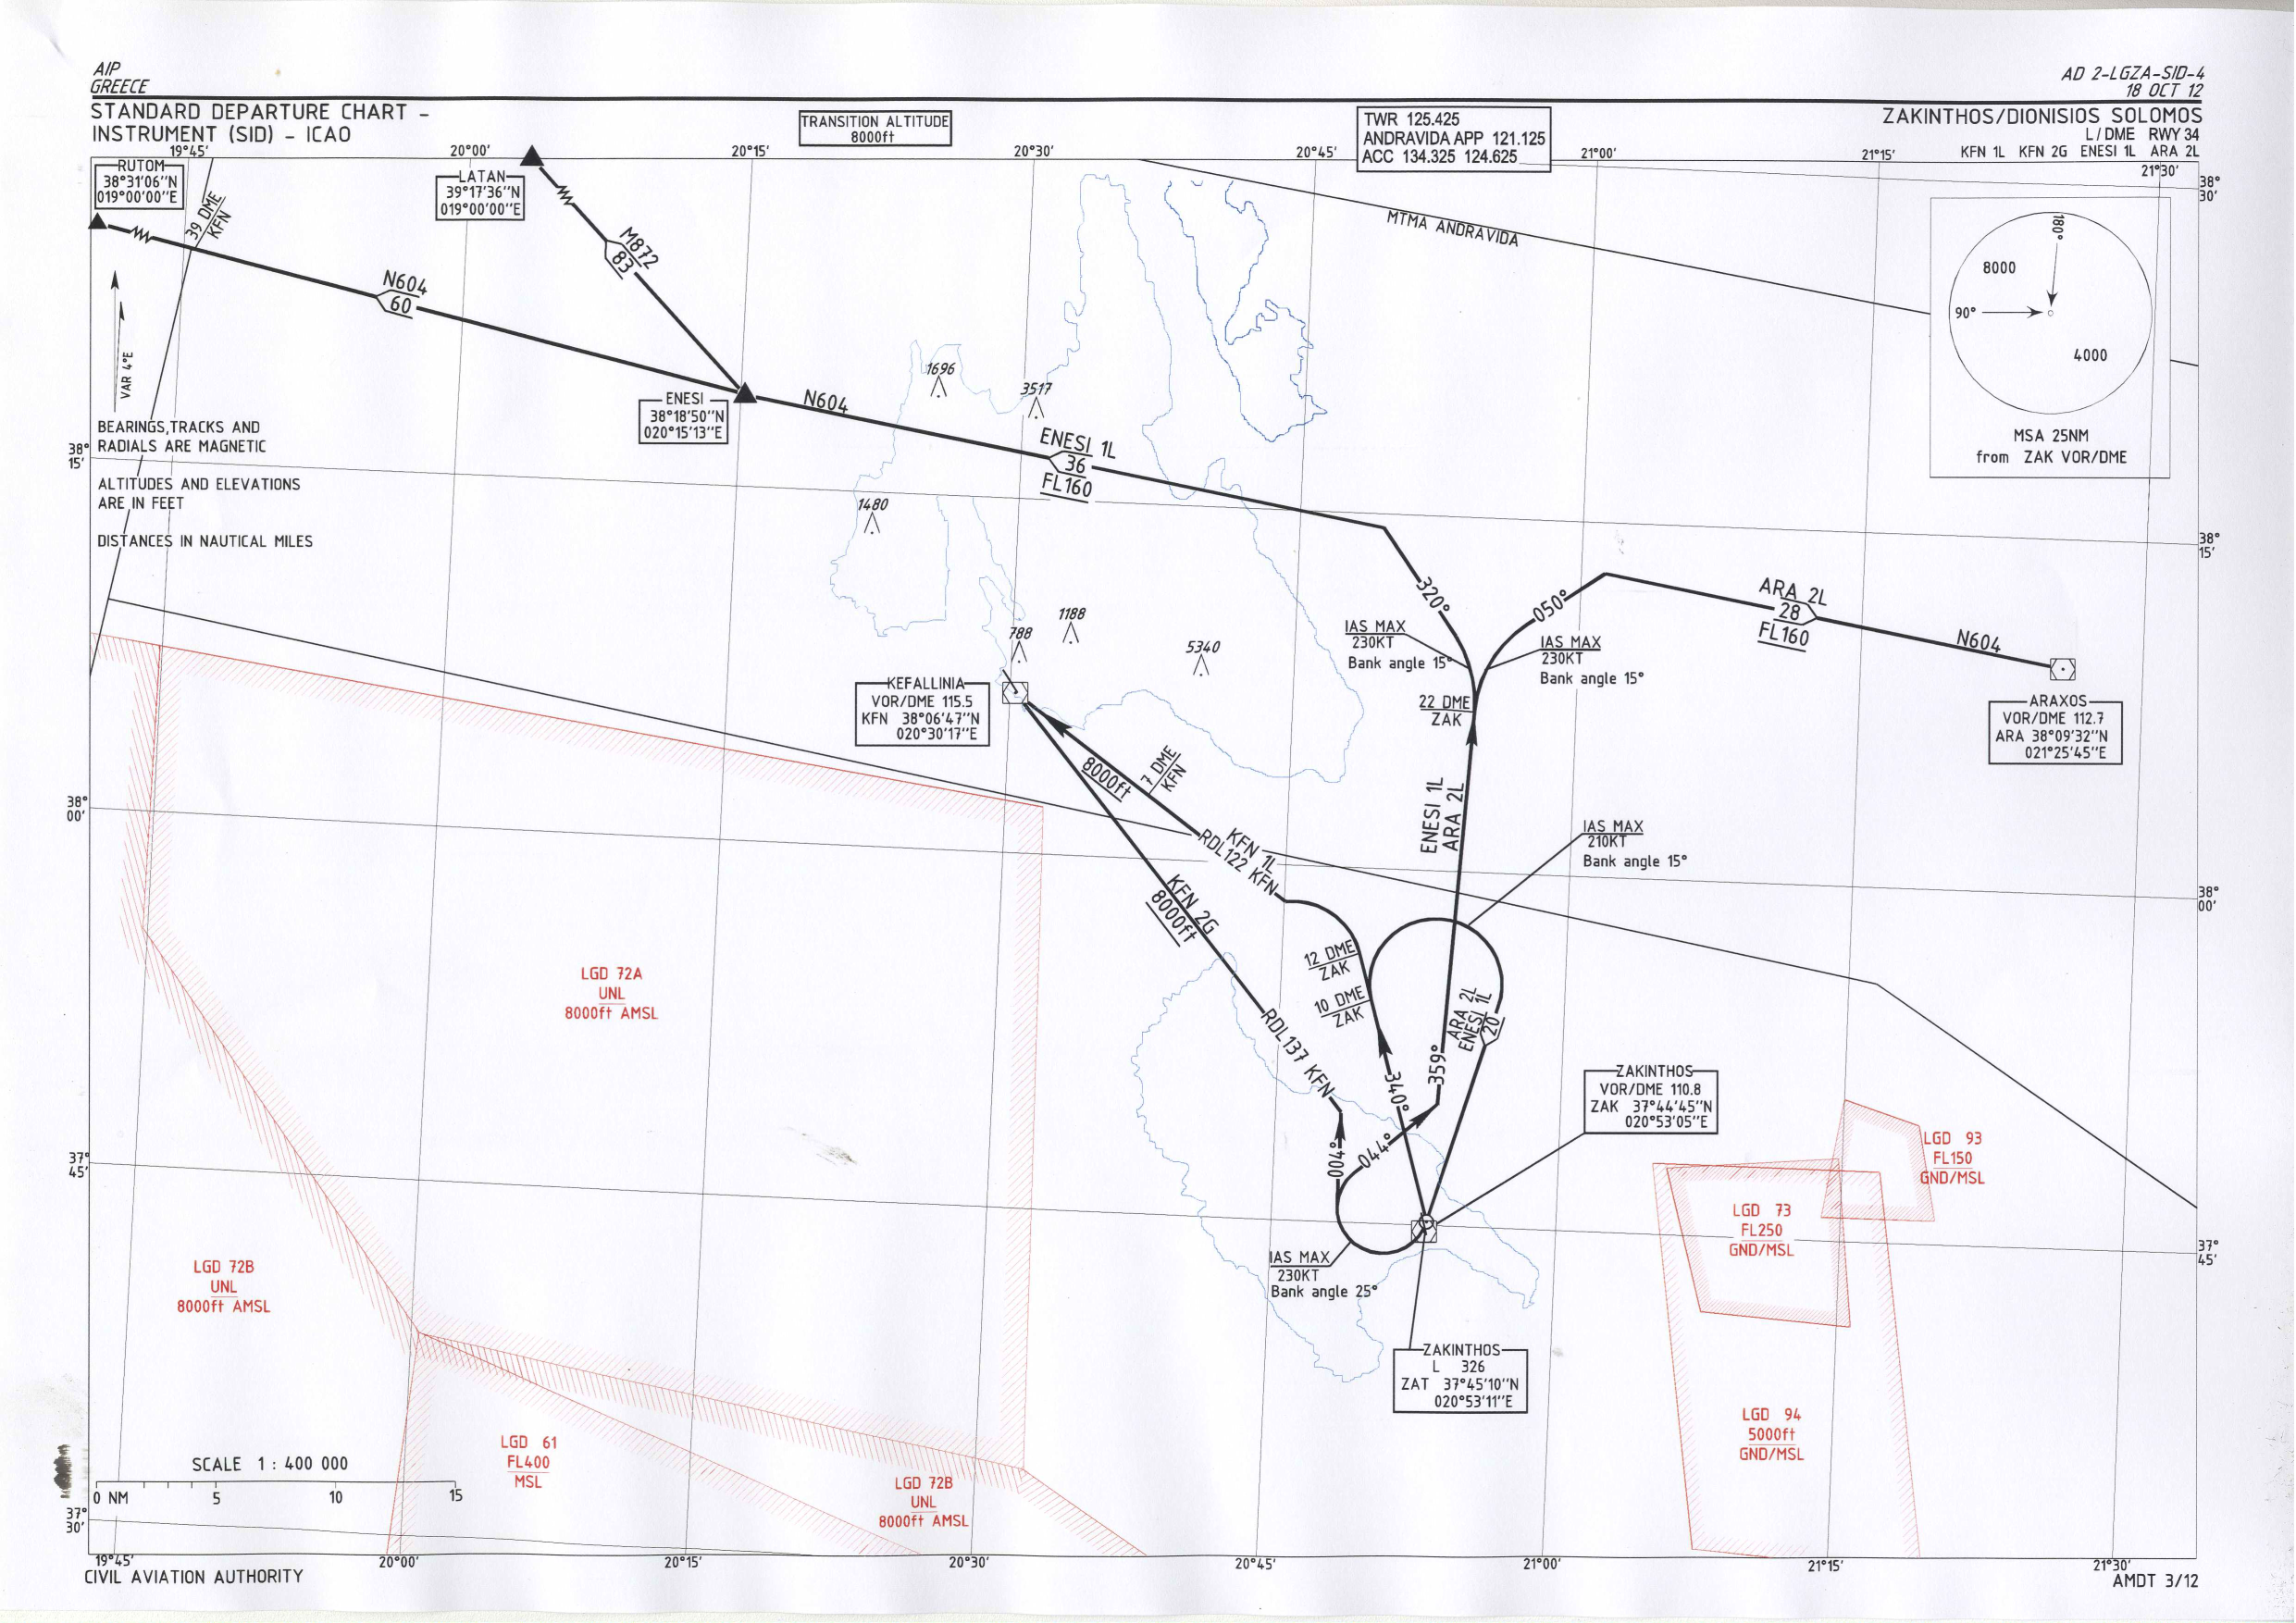 AIP
GREECE
AD 2-LGZA-SID-4
18 OCT 12
STANDARD DEPARTURE CHART -
INSTRUMENT (SID) - ICAO
TRANSITION ALTITUDE
8000ft
TWR 125.425
ANDRAVIDA APP 121.125
ACC 134.325 124.625
ZAKINTHOS/DIONISIOS SOLOMOS
L/DME RWY 34
KFN 1L KFN 2G ENESI 1L ARA 2L
19°45'
20°00'
20°15'
20°30'
20°45'
21°00'
21°15'
21°30'
38°
30'
RUTOM
38°31'06"N
019°00'00"E
39 DME
KFN
LATAN
39°17'36"N
019°00'00"E
M872
83
N604
60
VAR 4°E
MTMA ANDRAVIDA
180°
8000
90°
4000
MSA 25NM
from ZAK VOR/DME
ENESI
38°18'50"N
020°15'13"E
N604
1696
3517
ENESI 1L
36
FL160
BEARINGS,TRACKS AND
RADIALS ARE MAGNETIC
ALTITUDES AND ELEVATIONS
ARE IN FEET
DISTANCES IN NAUTICAL MILES
38°
15'
38°
15'
1480
1188
788
5340
320°
050°
IAS MAX
230KT
Bank angle 15°
IAS MAX
230KT
Bank angle 15°
ARA 2L
28
FL160
N604
22 DME
ZAK
KEFALLINIA
VOR/DME 115.5
KFN 38°06'47"N
020°30'17"E
ARAXOS
VOR/DME 112.7
ARA 38°09'32"N
021°25'45"E
8000ft
7 DME
KFN
KFN 1L
RDL122 KFN
ENESI 1L
ARA 2L
IAS MAX
210KT
Bank angle 15°
38°
00'
38°
00'
KFN 2G
8000ft
12 DME
ZAK
10 DME
ZAK
RDL137 KFN
ARA 2L
ENESI 1L
20
359°
340°
044°
004°
LGD 72A
UNL
8000ft AMSL
ZAKINTHOS
VOR/DME 110.8
ZAK 37°44'45"N
020°53'05"E
LGD 93
FL150
GND/MSL
LGD 73
FL250
GND/MSL
37°
45'
37°
45'
IAS MAX
230KT
Bank angle 25°
LGD 72B
UNL
8000ft AMSL
ZAKINTHOS
L 326
ZAT 37°45'10"N
020°53'11"E
LGD 94
5000ft
GND/MSL
LGD 61
FL400
MSL
LGD 72B
UNL
8000ft AMSL
SCALE 1 : 400 000
0 NM
5
10
15
37°
30'
19°45'
20°00'
20°15'
20°30'
20°45'
21°00'
21°15'
21°30'
CIVIL AVIATION AUTHORITY
AMDT 3/12